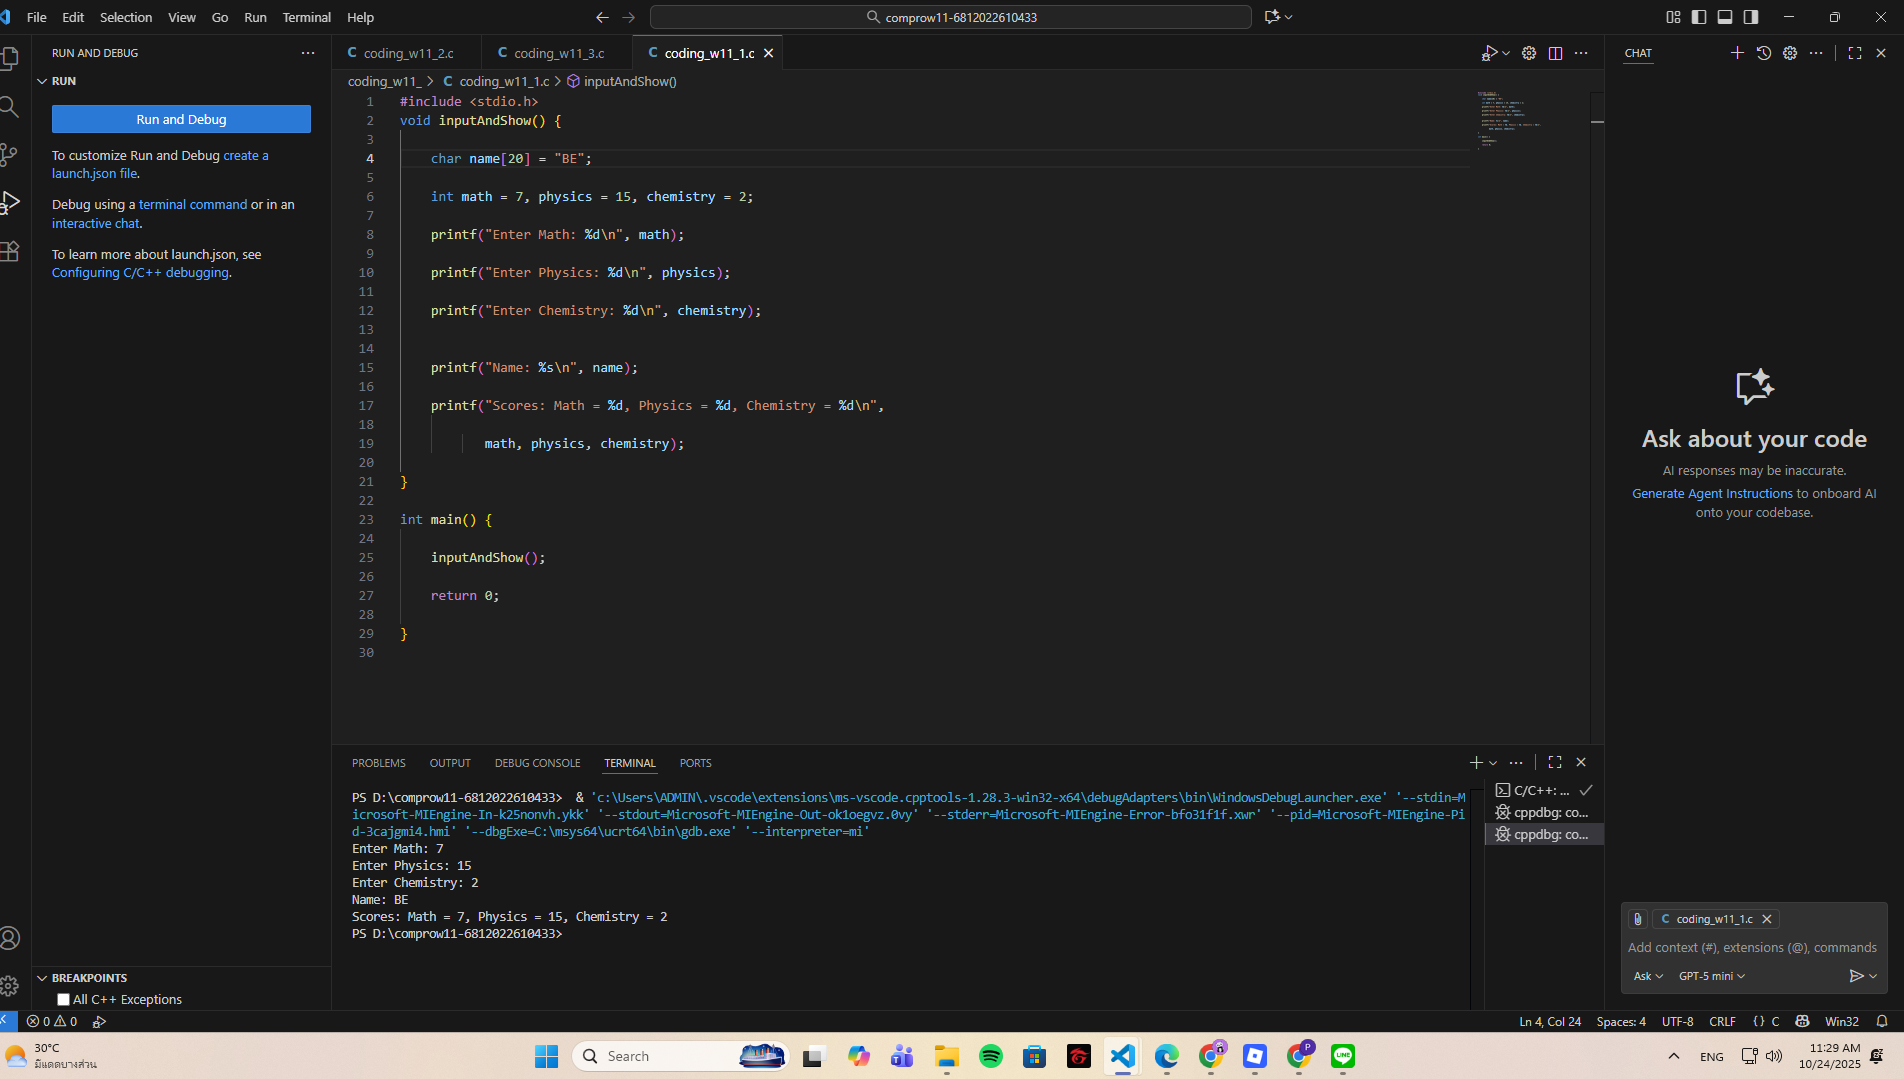 File Edit Selection View Go Run Terminal Help
comprow11-6812022610433
RUN AND DEBUG
RUN
Run and Debug
To customize Run and Debug create a
launch.json file.
Debug using a terminal command or in an
interactive chat.
To learn more about launch.json, see
Configuring C/C++ debugging.
BREAKPOINTS
All C++ Exceptions
C coding_w11_2.c
C coding_w11_3.c
C coding_w11_1.c
coding_w11_ > C coding_w11_1.c > inputAndShow()
1 #include <stdio.h>
2 void inputAndShow() {
3
4 char name[20] = "BE";
5
6 int math = 7, physics = 15, chemistry = 2;
7
8 printf("Enter Math: %d\n", math);
9
10 printf("Enter Physics: %d\n", physics);
11
12 printf("Enter Chemistry: %d\n", chemistry);
13
14
15 printf("Name: %s\n", name);
16
17 printf("Scores: Math = %d, Physics = %d, Chemistry = %d\n",
18
19 math, physics, chemistry);
20
21 }
22
23 int main() {
24
25 inputAndShow();
26
27 return 0;
28
29 }
30
PROBLEMS OUTPUT DEBUG CONSOLE TERMINAL PORTS
PS D:\comprow11-6812022610433> & 'c:\Users\ADMIN\.vscode\extensions\ms-vscode.cpptools-1.28.3-win32-x64\debugAdapters\bin\WindowsDebugLauncher.exe' '--stdin=M
icrosoft-MIEngine-In-k25nonvh.ykk' '--stdout=Microsoft-MIEngine-Out-ok1oegvz.0vy' '--stderr=Microsoft-MIEngine-Error-bfo31f1f.xwr' '--pid=Microsoft-MIEngine-Pi
d-3cajgmi4.hmi' '--dbgExe=C:\msys64\ucrt64\bin\gdb.exe' '--interpreter=mi'
Enter Math: 7
Enter Physics: 15
Enter Chemistry: 2
Name: BE
Scores: Math = 7, Physics = 15, Chemistry = 2
PS D:\comprow11-6812022610433>
C/C++: ...
cppdbg: co...
cppdbg: co...
CHAT
Ask about your code
AI responses may be inaccurate.
Generate Agent Instructions to onboard AI
onto your codebase.
C coding_w11_1.c
Add context (#), extensions (@), commands
Ask GPT-5 mini
0 0
Ln 4, Col 24 Spaces: 4 UTF-8 CRLF {} C Win32
30°C
มีแดดบางส่วน
Search
ENG
11:29 AM
10/24/2025